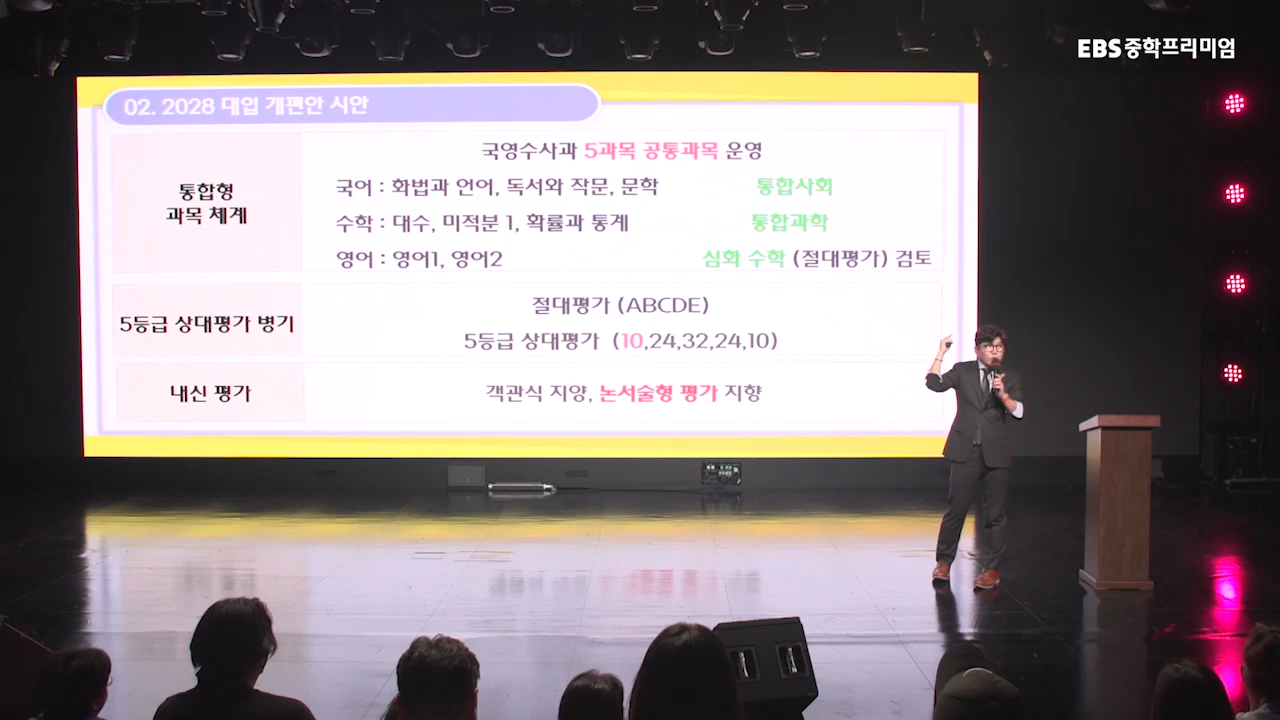 EBS 중학프리미엄
02. 2028 대입 개편안 시안
통합형
과목 체계
국영수사과 5과목 공통과목 운영
국어 : 화법과 언어, 독서와 작문, 문학
통합사회
수학 : 대수, 미적분 1, 확률과 통계
통합과학
영어 : 영어1, 영어2
심화 수학 (절대평가) 검토
5등급 상대평가 병기
절대평가 (ABCDE)
5등급 상대평가 (10,24,32,24,10)
내신 평가
객관식 지양, 논서술형 평가 지향